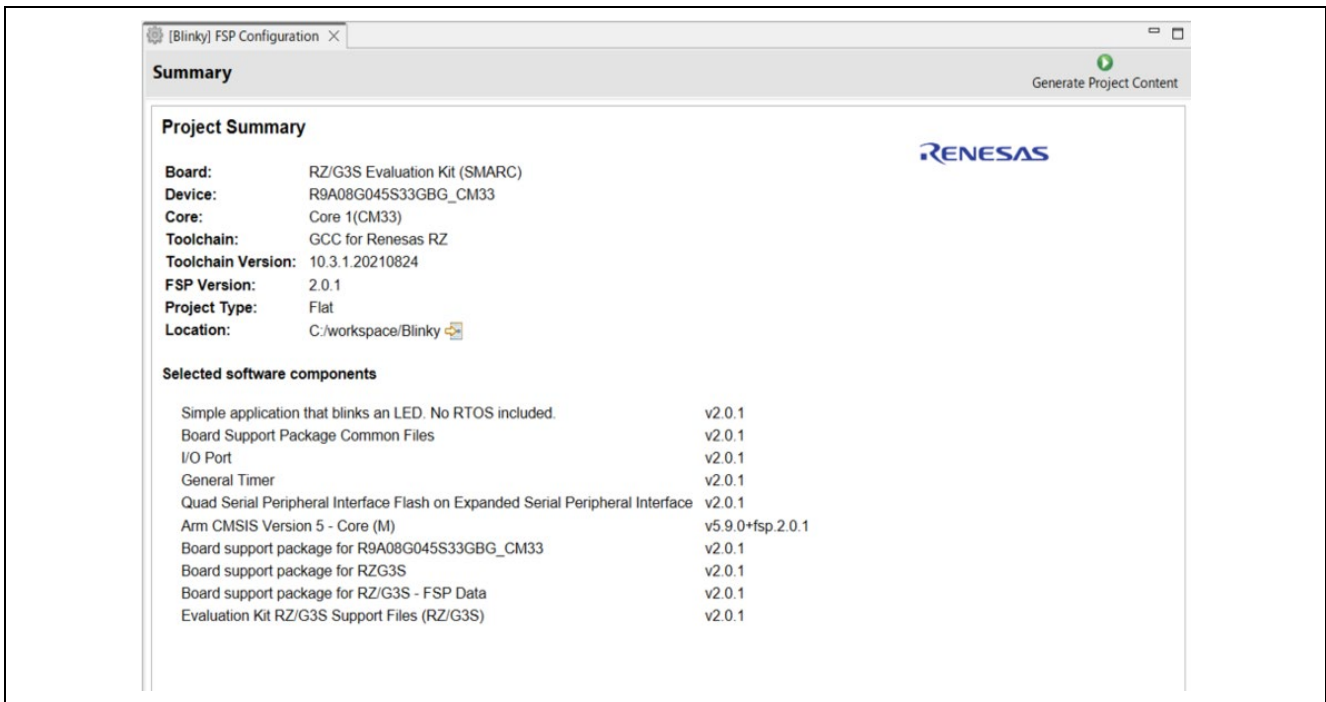 [Blinky] FSP Configuration
Summary
Generate Project Content
Project Summary
RENESAS
Board: RZ/G3S Evaluation Kit (SMARC)
Device: R9A08G045S33GBG_CM33
Core: Core 1(CM33)
Toolchain: GCC for Renesas RZ
Toolchain Version: 10.3.1.20210824
FSP Version: 2.0.1
Project Type: Flat
Location: C:/workspace/Blinky
Selected software components
Simple application that blinks an LED. No RTOS included. v2.0.1
Board Support Package Common Files v2.0.1
I/O Port v2.0.1
General Timer v2.0.1
Quad Serial Peripheral Interface Flash on Expanded Serial Peripheral Interface v2.0.1
Arm CMSIS Version 5 - Core (M) v5.9.0+fsp.2.0.1
Board support package for R9A08G045S33GBG_CM33 v2.0.1
Board support package for RZG3S v2.0.1
Board support package for RZ/G3S - FSP Data v2.0.1
Evaluation Kit RZ/G3S Support Files (RZ/G3S) v2.0.1